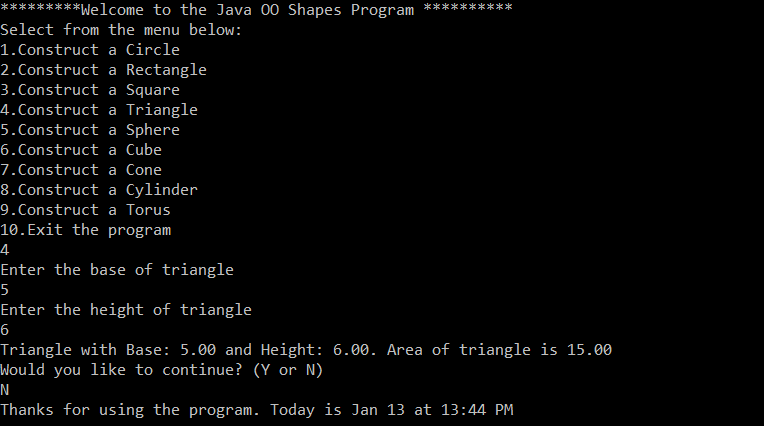 *********Welcome to the Java OO Shapes Program **********
Select from the menu below:
1.Construct a Circle
2.Construct a Rectangle
3.Construct a Square
4.Construct a Triangle
5.Construct a Sphere
6.Construct a Cube
7.Construct a Cone
8.Construct a Cylinder
9.Construct a Torus
10.Exit the program
4
Enter the base of triangle
5
Enter the height of triangle
6
Triangle with Base: 5.00 and Height: 6.00. Area of triangle is 15.00
Would you like to continue? (Y or N)
N
Thanks for using the program. Today is Jan 13 at 13:44 PM